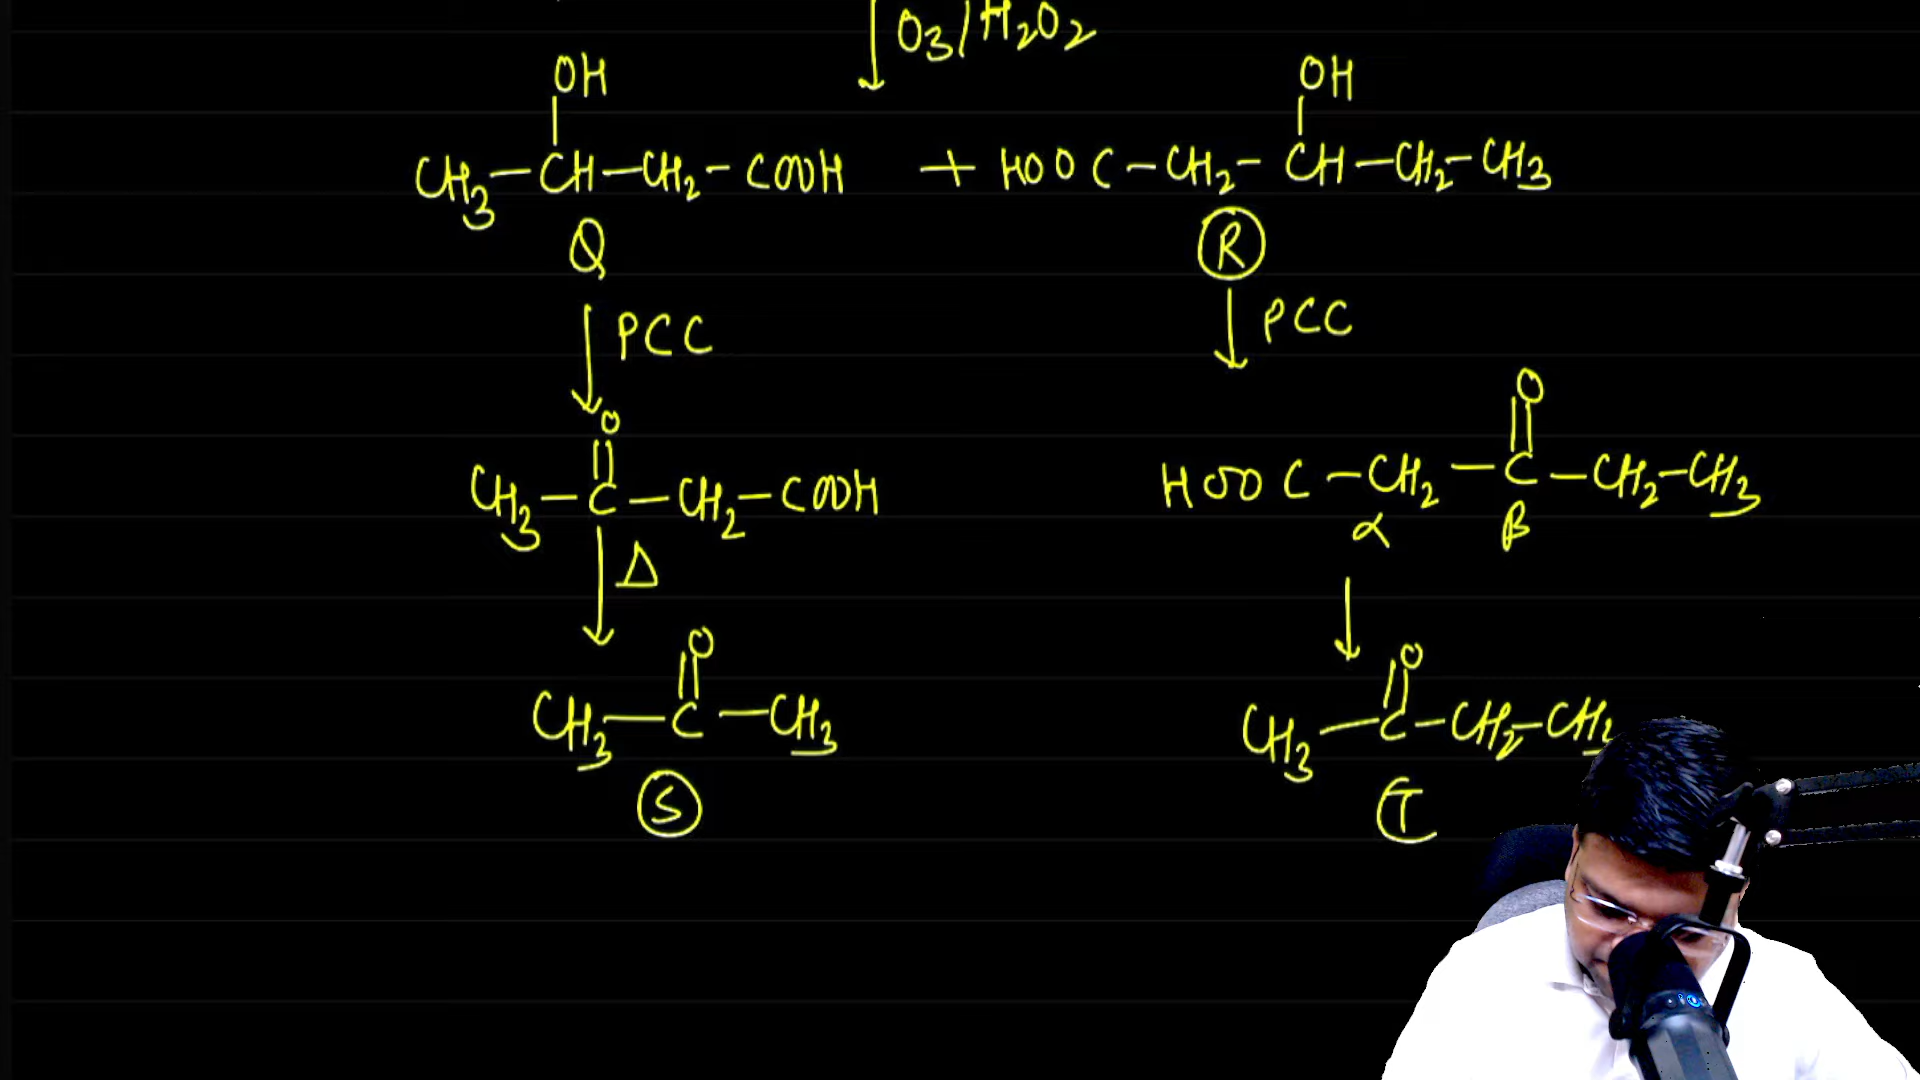 O3/H2O2
OH
OH
CH3-CH-CH2-COOH + HOOC-CH2-CH-CH2-CH3
Q
R
PCC
PCC
O
O
CH3-C-CH2-COOH
HOOC-CH2-C-CH2-CH3
α β
Δ
O
O
CH3-C-CH3
CH3-C-CH2-CH3
S
T